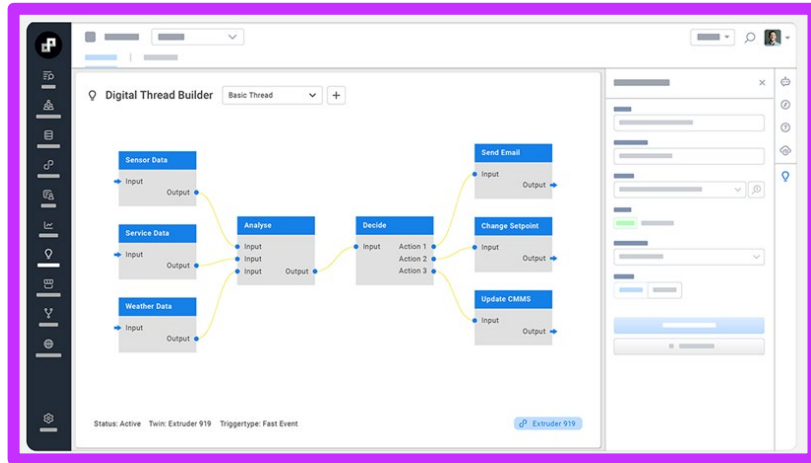 Digital Thread Builder
Basic Thread
+
Sensor Data
Input
Output
Service Data
Input
Output
Weather Data
Input
Output
Analyse
Input
Input
Input Output
Decide
Input Action 1
Action 2
Action 3
Send Email
Input
Output
Change Setpoint
Input
Output
Update CMMS
Input
Output
Status: Active Twin: Extruder 919 Triggertype: Fast Event
Extruder 919